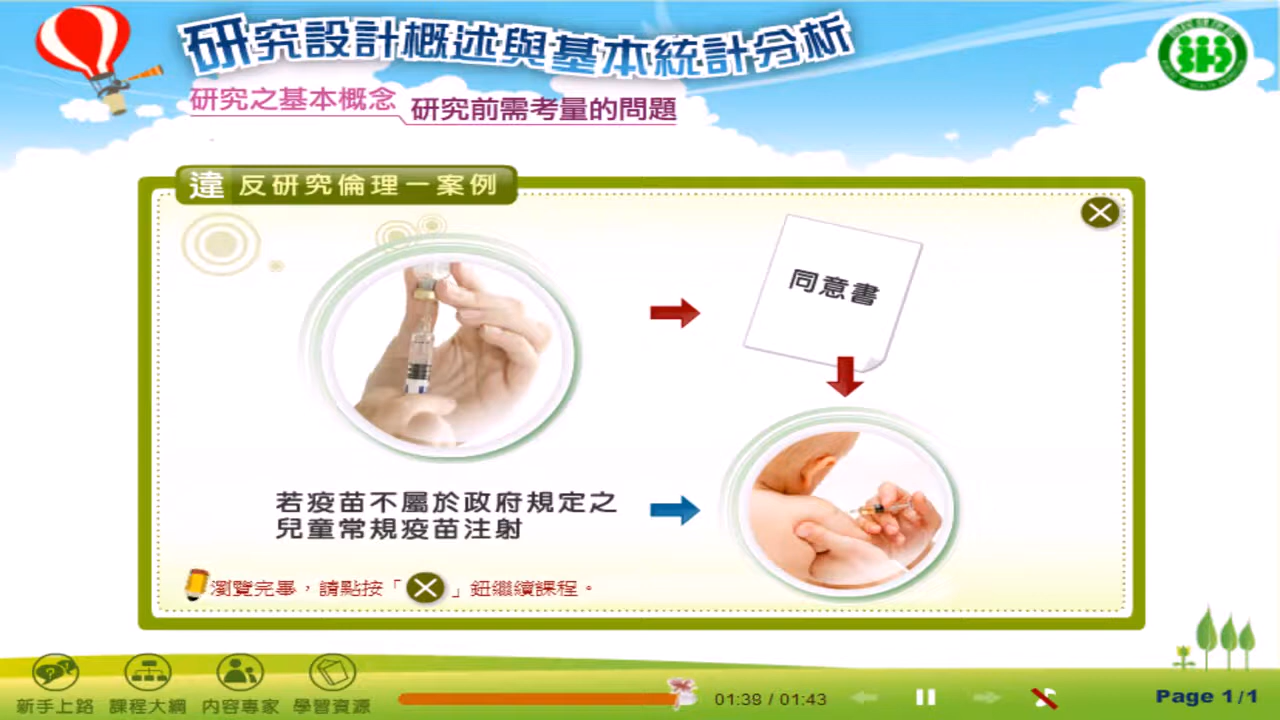 研究設計概述與基本統計分析
研究之基本概念 研究前需考量的問題
違反研究倫理－案例
同意書
若疫苗不屬於政府規定之
兒童常規疫苗注射
瀏覽完畢，請點按「 」鈕繼續課程。
新手上路 課程大綱 內容專家 學習資源
01:38 / 01:43
Page 1/1